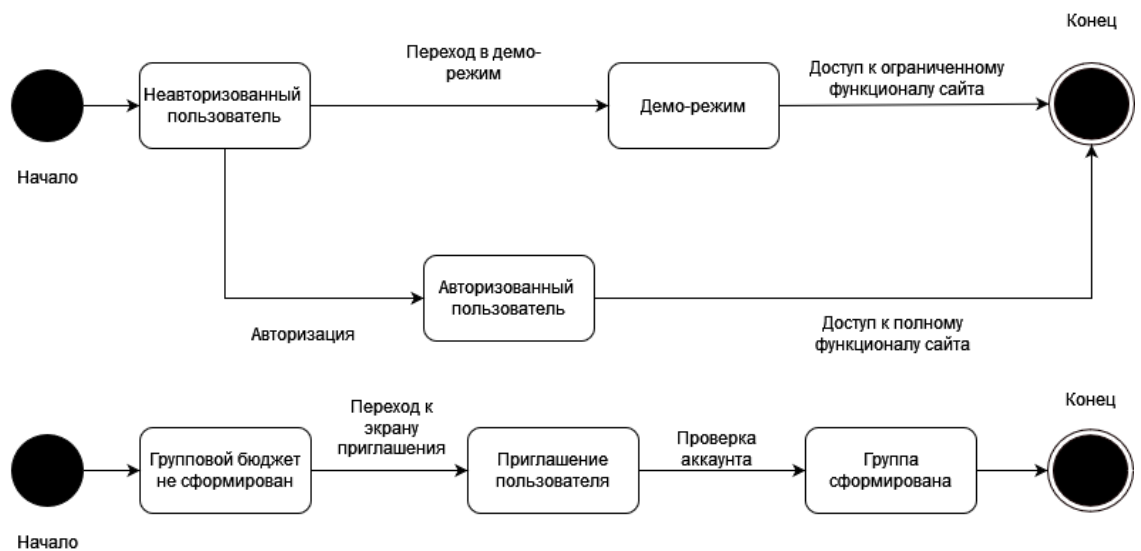 Конец
Переход в демо-
режим
Доступ к ограниченному
функционалу сайта
Неавторизованный
пользователь
Демо-режим
Начало
Авторизованный
пользователь
Авторизация
Доступ к полному
функционалу сайта
Конец
Переход к
экрану
приглашения
Проверка
аккаунта
Групповой бюджет
не сформирован
Приглашение
пользователя
Группа
сформирована
Начало